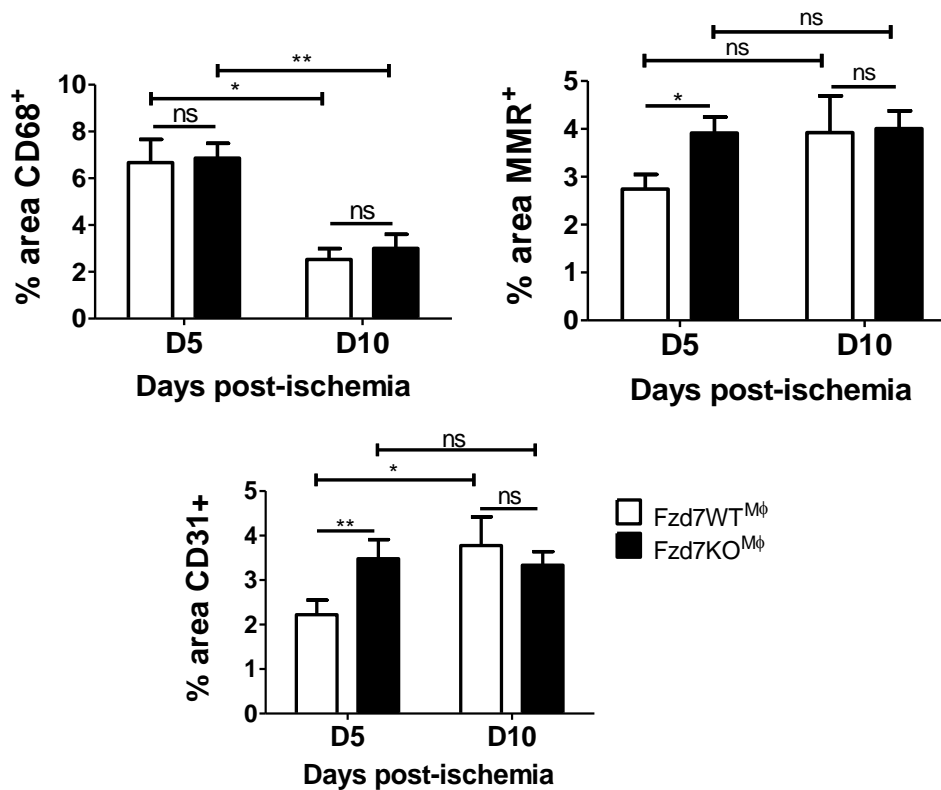 **
*
ns
ns
10
8
6
4
2
0
% area CD68⁺
D5 D10
Days post-ischemia
ns
ns
*
ns
5
4
3
2
1
0
% area MMR⁺
D5 D10
Days post-ischemia
ns
*
**
ns
5
4
3
2
1
0
% area CD31+
D5 D10
Days post-ischemia
Fzd7WTᴹᶲ
Fzd7KOᴹᶲ